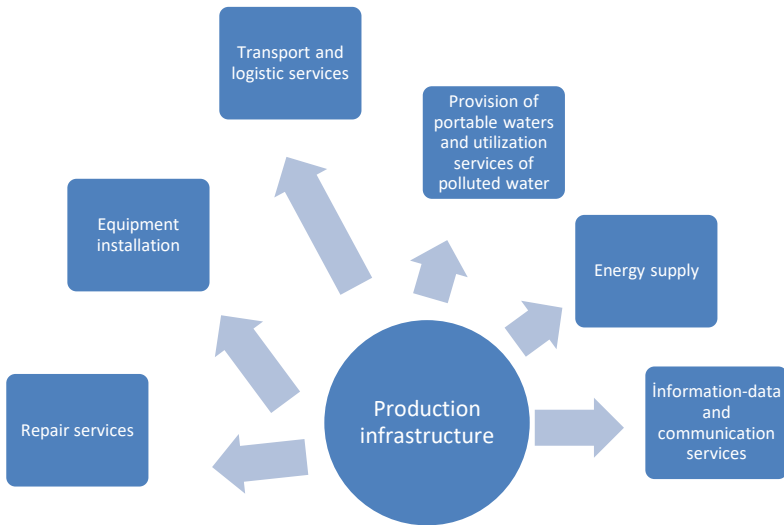 Transport and
logistic services
Provision of
portable waters
and utilization
services of
polluted water
Equipment
installation
Energy supply
Repair services
Production
infrastructure
İnformation-data
and
communication
services